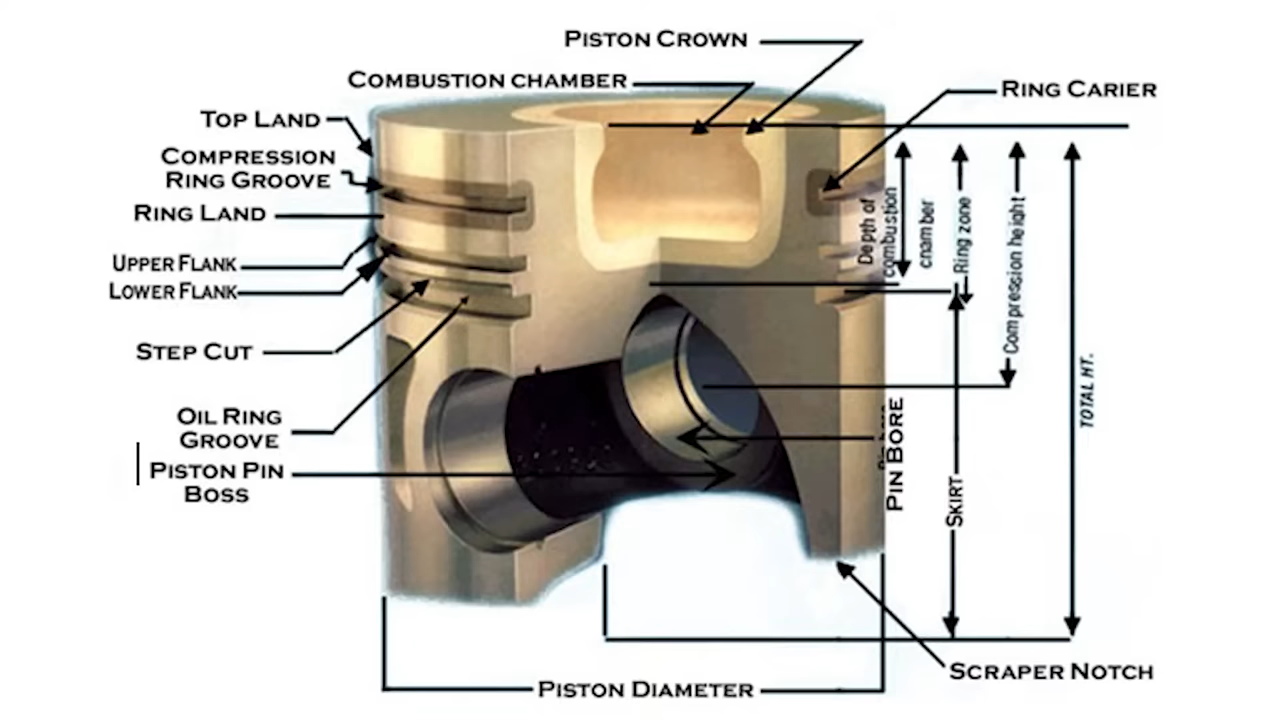 PISTON CROWN
COMBUSTION CHAMBER
RING CARIER
TOP LAND
COMPRESSION
RING GROOVE
RING LAND
UPPER FLANK
LOWER FLANK
STEP CUT
OIL RING
GROOVE
PISTON PIN
BOSS
Depth of
combustion
cnamber
Ring zone
Compression height
TOTAL HT.
PIN BORE
SKIRT
SCRAPER NOTCH
PISTON DIAMETER